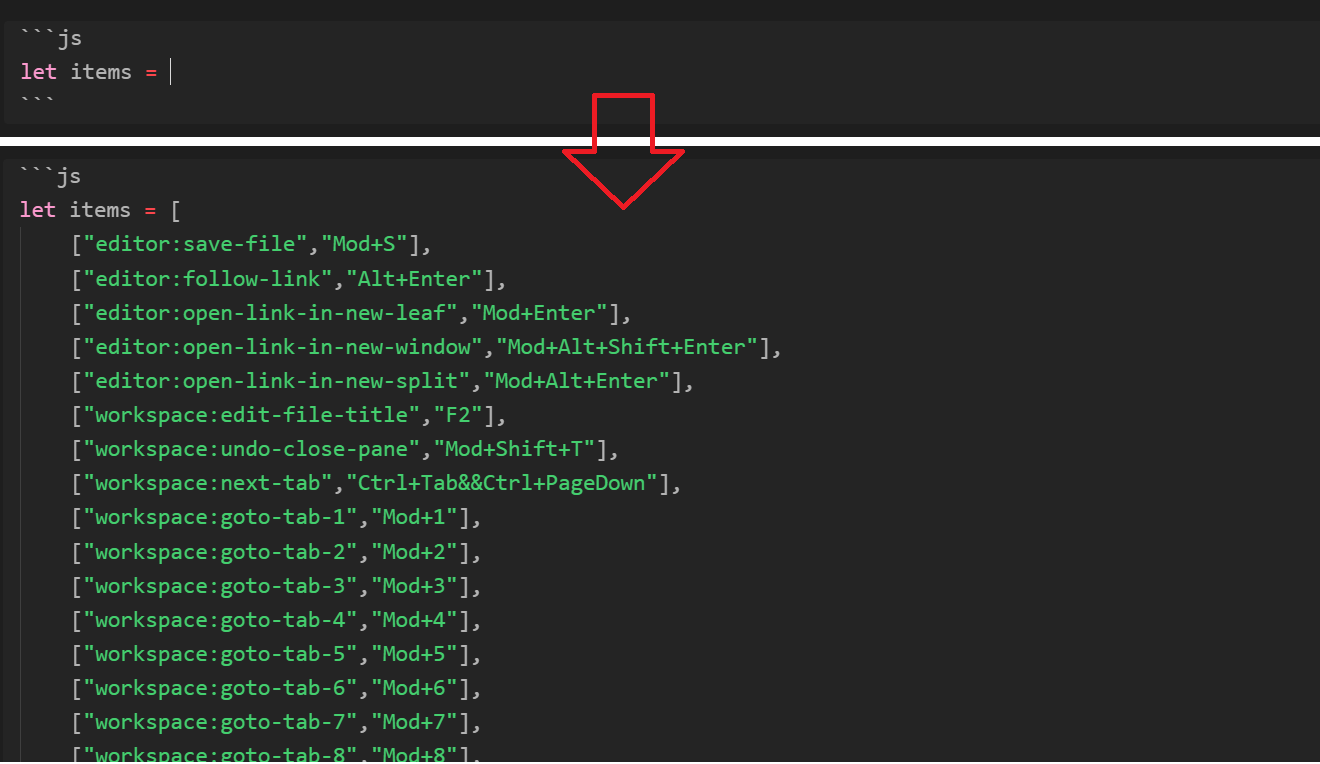 ```js
let items = 
```
```js
let items = [
    ["editor:save-file","Mod+S"],
    ["editor:follow-link","Alt+Enter"],
    ["editor:open-link-in-new-leaf","Mod+Enter"],
    ["editor:open-link-in-new-window","Mod+Alt+Shift+Enter"],
    ["editor:open-link-in-new-split","Mod+Alt+Enter"],
    ["workspace:edit-file-title","F2"],
    ["workspace:undo-close-pane","Mod+Shift+T"],
    ["workspace:next-tab","Ctrl+Tab&&Ctrl+PageDown"],
    ["workspace:goto-tab-1","Mod+1"],
    ["workspace:goto-tab-2","Mod+2"],
    ["workspace:goto-tab-3","Mod+3"],
    ["workspace:goto-tab-4","Mod+4"],
    ["workspace:goto-tab-5","Mod+5"],
    ["workspace:goto-tab-6","Mod+6"],
    ["workspace:goto-tab-7","Mod+7"],
    ["workspace:goto-tab-8","Mod+8"],